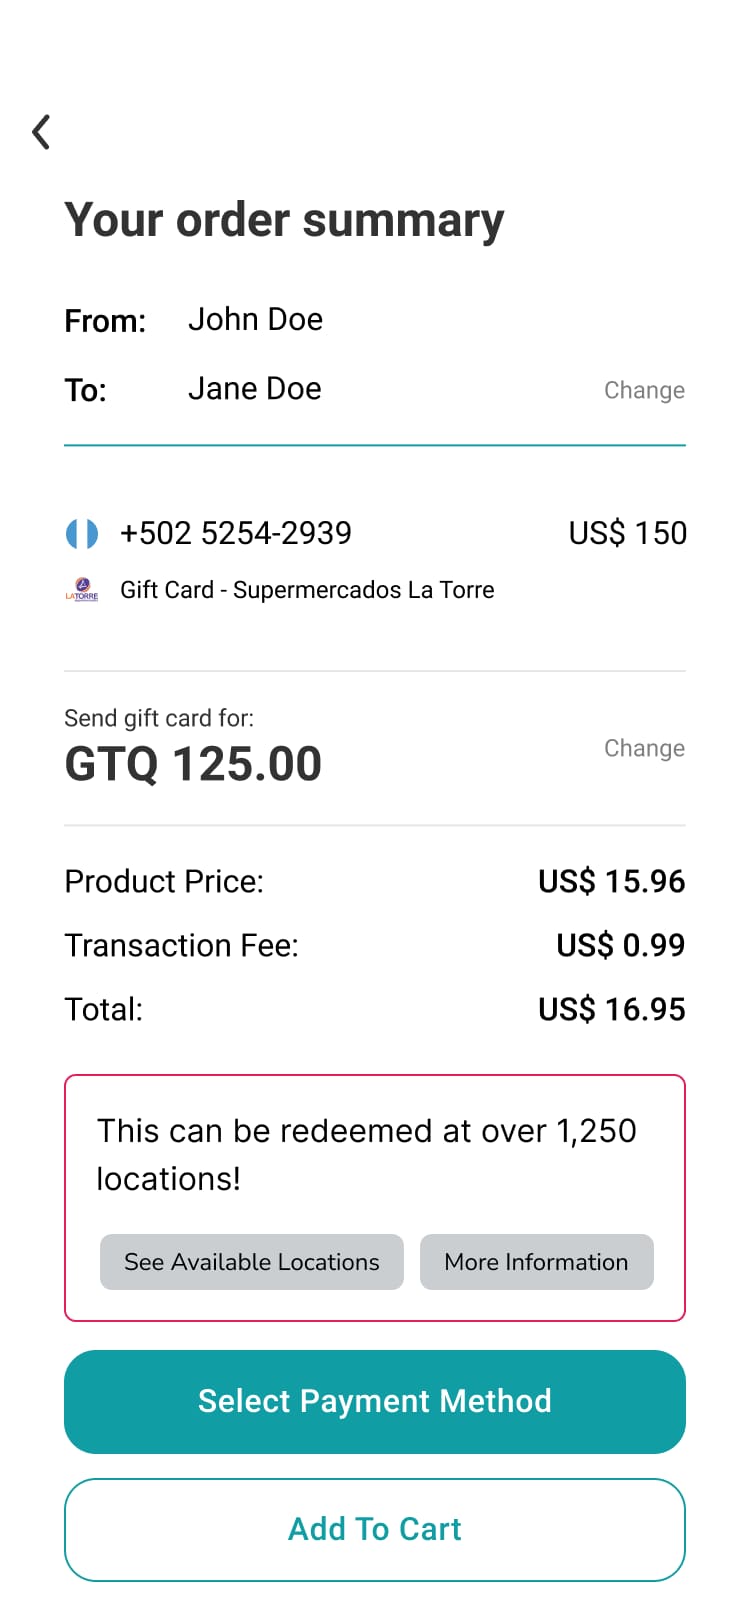 Your order summary
From: John Doe
To: Jane Doe Change
+502 5254-2939 US$ 150
LATORRE Gift Card - Supermercados La Torre
Send gift card for:
GTQ 125.00 Change
Product Price: US$ 15.96
Transaction Fee: US$ 0.99
Total: US$ 16.95
This can be redeemed at over 1,250
locations!
See Available Locations More Information
Select Payment Method
Add To Cart